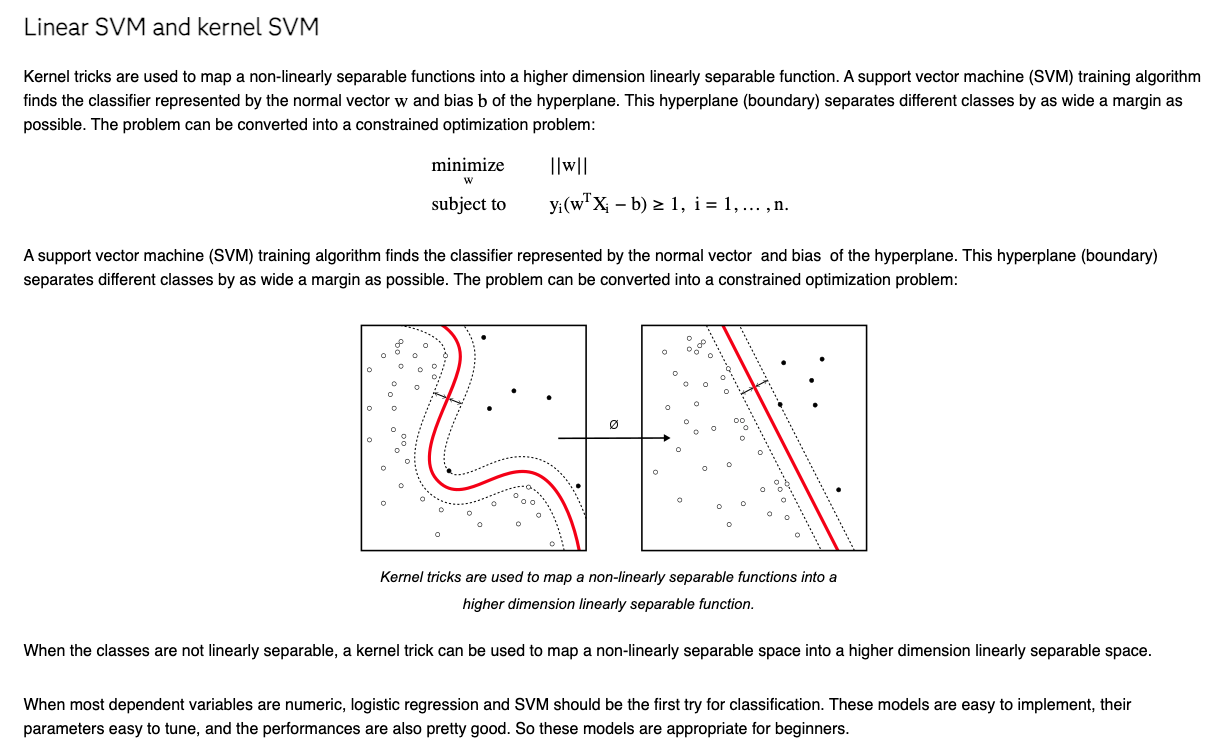 Linear SVM and kernel SVM
Kernel tricks are used to map a non-linearly separable functions into a higher dimension linearly separable function. A support vector machine (SVM) training algorithm
finds the classifier represented by the normal vector w and bias b of the hyperplane. This hyperplane (boundary) separates different classes by as wide a margin as
possible. The problem can be converted into a constrained optimization problem:
minimize ||w||
w
subject to yᵢ(wᵀXᵢ − b) ≥ 1, i = 1, … , n.
A support vector machine (SVM) training algorithm finds the classifier represented by the normal vector  and bias  of the hyperplane. This hyperplane (boundary)
separates different classes by as wide a margin as possible. The problem can be converted into a constrained optimization problem:
Ø
Kernel tricks are used to map a non-linearly separable functions into a
higher dimension linearly separable function.
When the classes are not linearly separable, a kernel trick can be used to map a non-linearly separable space into a higher dimension linearly separable space.
When most dependent variables are numeric, logistic regression and SVM should be the first try for classification. These models are easy to implement, their
parameters easy to tune, and the performances are also pretty good. So these models are appropriate for beginners.